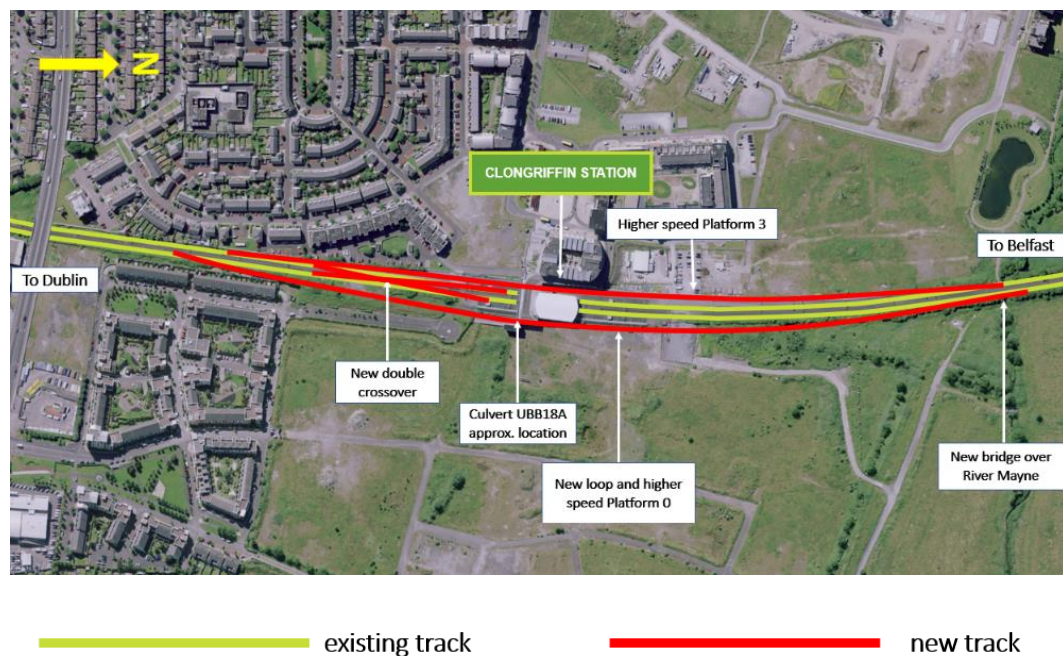 N
CLONGRIFFIN STATION
Higher speed Platform 3
To Belfast
To Dublin
New double
crossover
Culvert UBB18A
approx. location
New loop and higher
speed Platform 0
New bridge over
River Mayne
existing track
new track